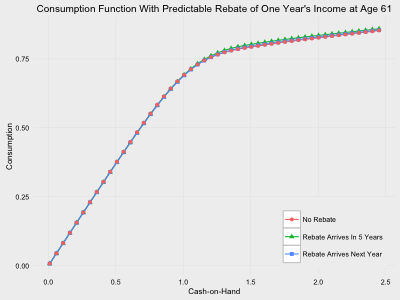 Consumption Function With Predictable Rebate of One Year's Income at Age 61
Consumption
0.75
0.50
0.25
0.00
0.0 0.5 1.0 1.5 2.0 2.5
Cash-on-Hand
No Rebate
Rebate Arrives In 5 Years
Rebate Arrives Next Year